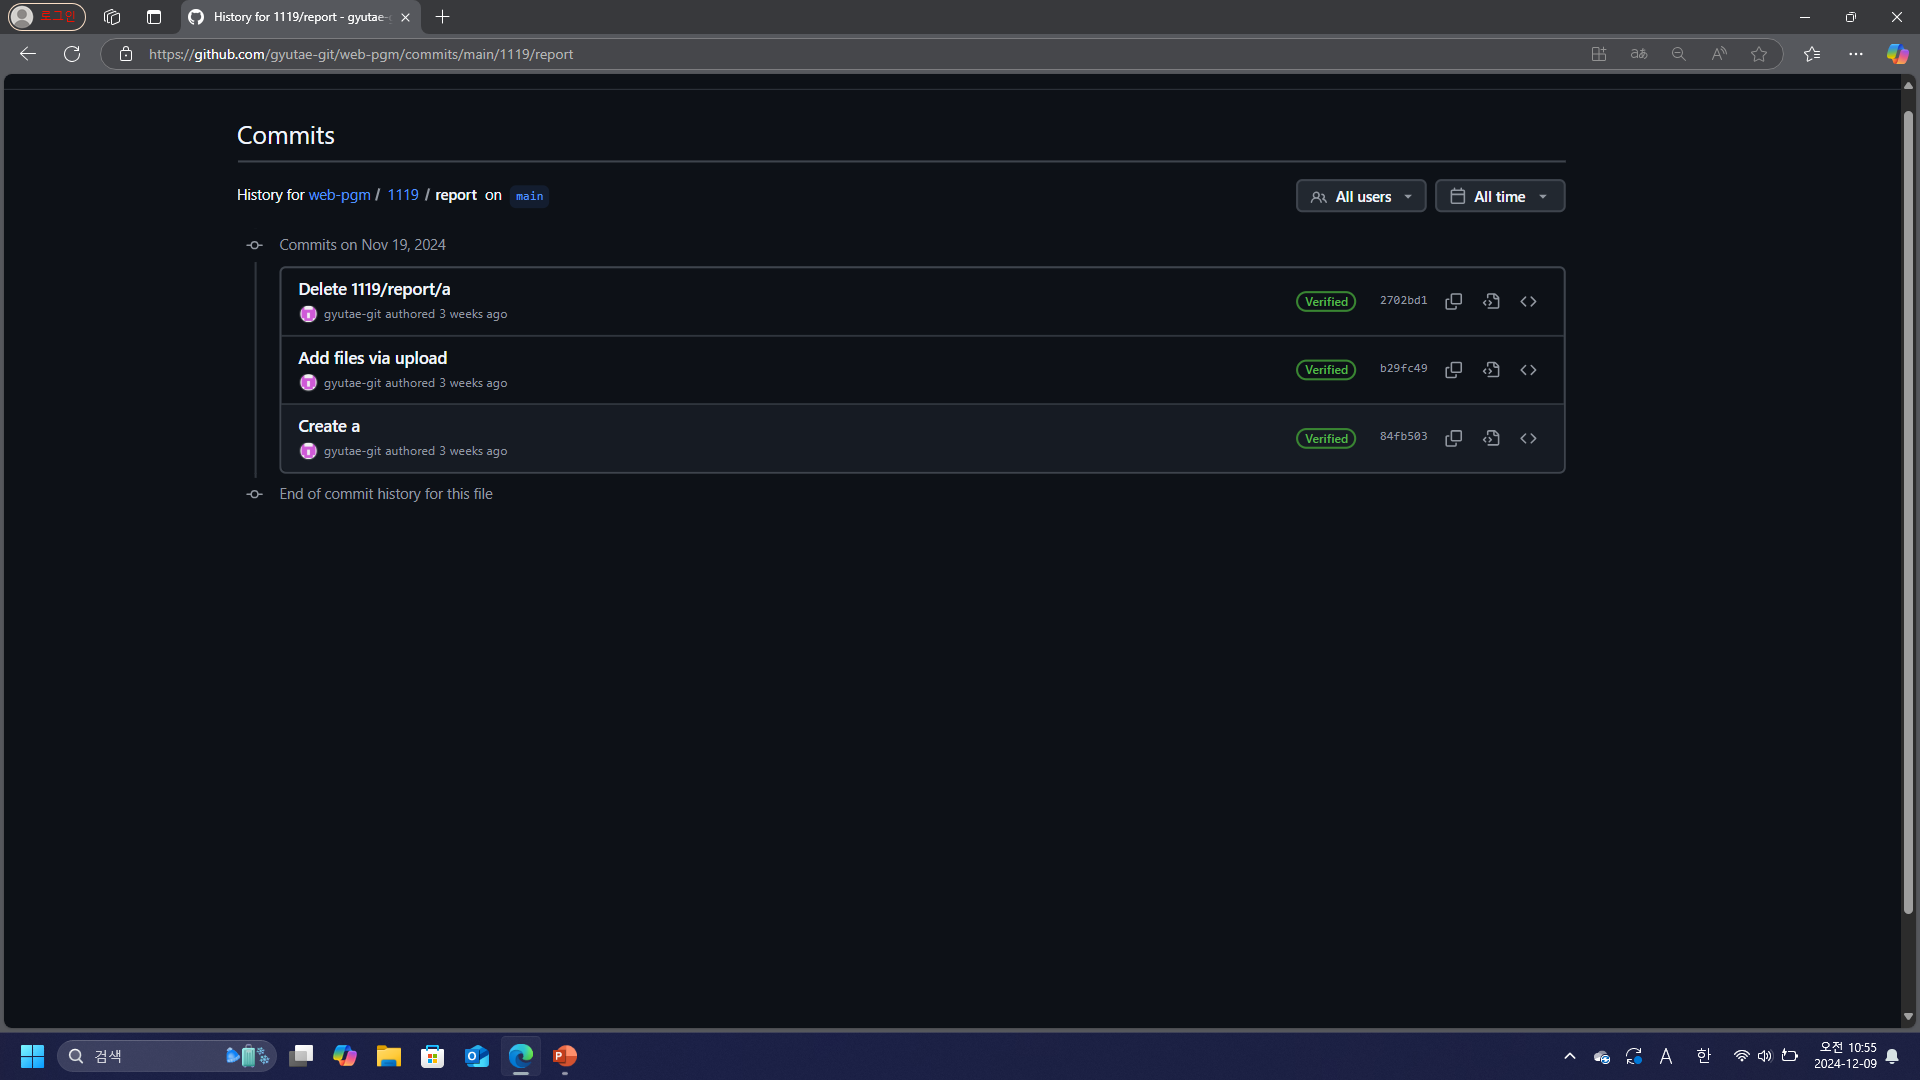 로그인
History for 1119/report - gyutae-
https://github.com/gyutae-git/web-pgm/commits/main/1119/report
Commits
History for web-pgm / 1119 / report on main
All users
All time
Commits on Nov 19, 2024
Delete 1119/report/a
gyutae-git authored 3 weeks ago
Verified
2702bd1
Add files via upload
gyutae-git authored 3 weeks ago
Verified
b29fc49
Create a
gyutae-git authored 3 weeks ago
Verified
84fb503
End of commit history for this file
검색
A
한
오전 10:55
2024-12-09